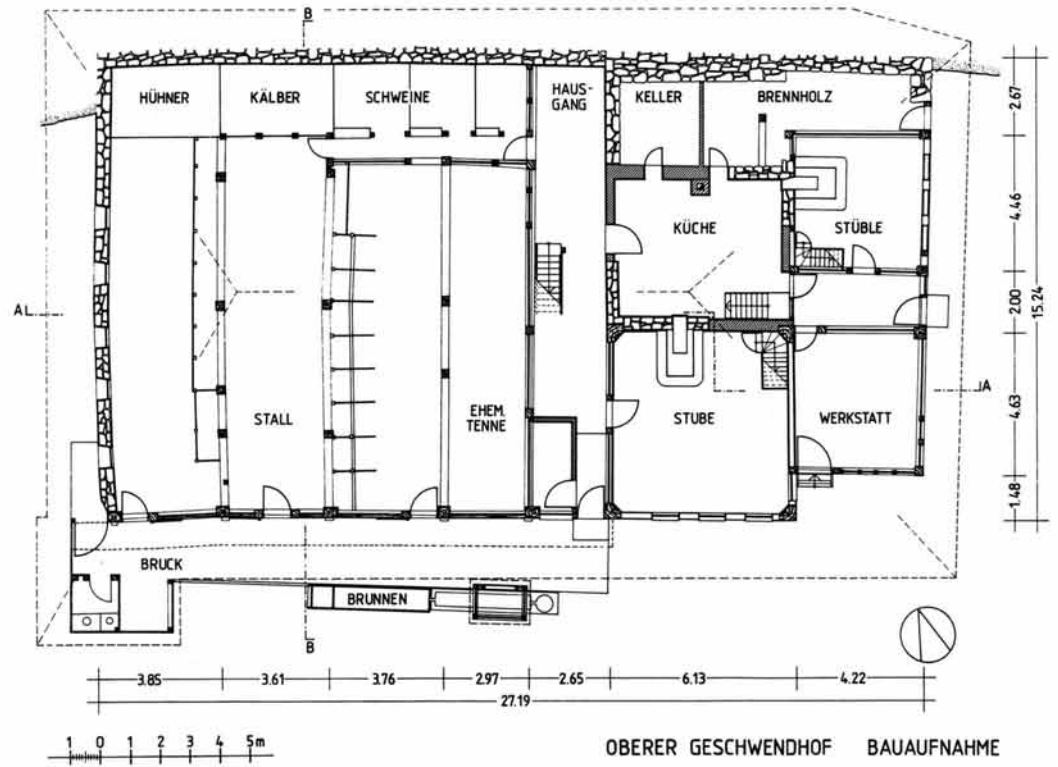 B
HÜHNER
KÄLBER
SCHWEINE
HAUS-
GANG
KELLER
BRENNHOLZ
KÜCHE
STÜBLE
A
A
STALL
EHEM.
TENNE
STUBE
WERKSTATT
BRUCK
BRUNNEN
B
2.67
4.46
2.00
4.63
1.48
15.24
3.85
3.61
3.76
2.97
2.65
6.13
4.22
27.19
1 0 1 2 3 4 5m
OBERER GESCHWENDHOF BAUAUFNAHME